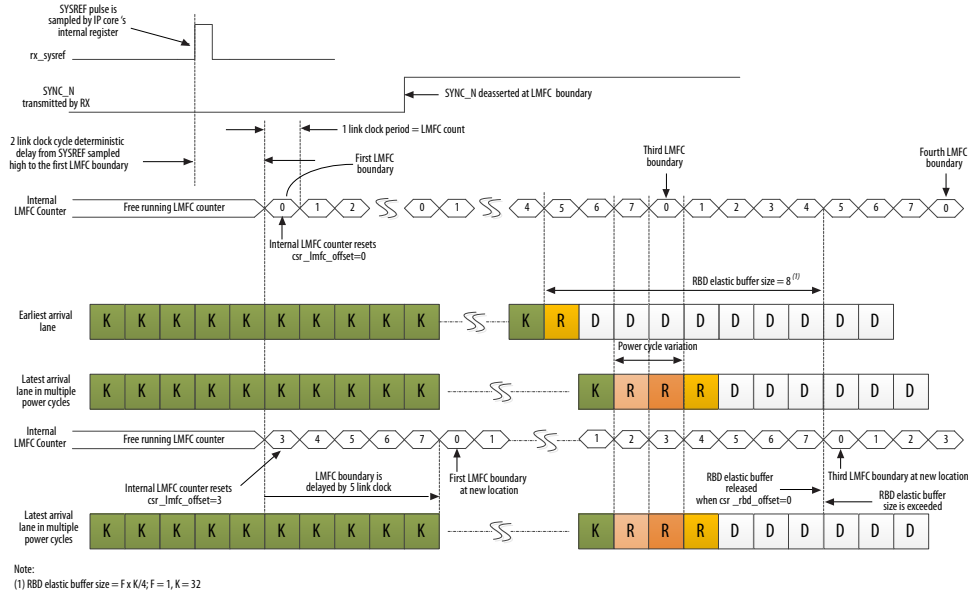 SYSREF pulse is
sampled by IP core 's
internal register
rx_sysref
SYNC_N
transmitted by RX
SYNC_N deasserted at LMFC boundary
1 link clock period = LMFC count
2 link clock cycle deterministic
delay from SYSREF sampled
high to the first LMFC boundary
First LMFC
boundary
Third LMFC
boundary
Fourth LMFC
boundary
Internal
LMFC Counter
Free running LMFC counter
0 1 2 0 1 4 5 6 7 0 1 2 3 4 5 6 7 0
Internal LMFC counter resets
csr_lmfc_offset=0
RBD elastic buffer size = 8 (1)
Earliest arrival
lane
K K K K K K K K K K K R D D D D D D D D D
Power cycle variation
Latest arrival
lane in multiple
power cycles
K K K K K K K K K K K R R R D D D D D D
Internal
LMFC Counter
Free running LMFC counter
3 4 5 6 7 0 1 1 2 3 4 5 6 7 0 1 2 3
Internal LMFC counter resets
csr_lmfc_offset=3
LMFC boundary is
delayed by 5 link clock
First LMFC boundary
at new location
RBD elastic buffer
released
when csr _rbd_offset=0
Third LMFC boundary at new location
RBD elastic buffer
size is exceeded
Latest arrival
lane in multiple
power cycles
K K K K K K K K K K K R R R D D D D D D
Note:
(1) RBD elastic buffer size = F x K/4; F = 1, K = 32